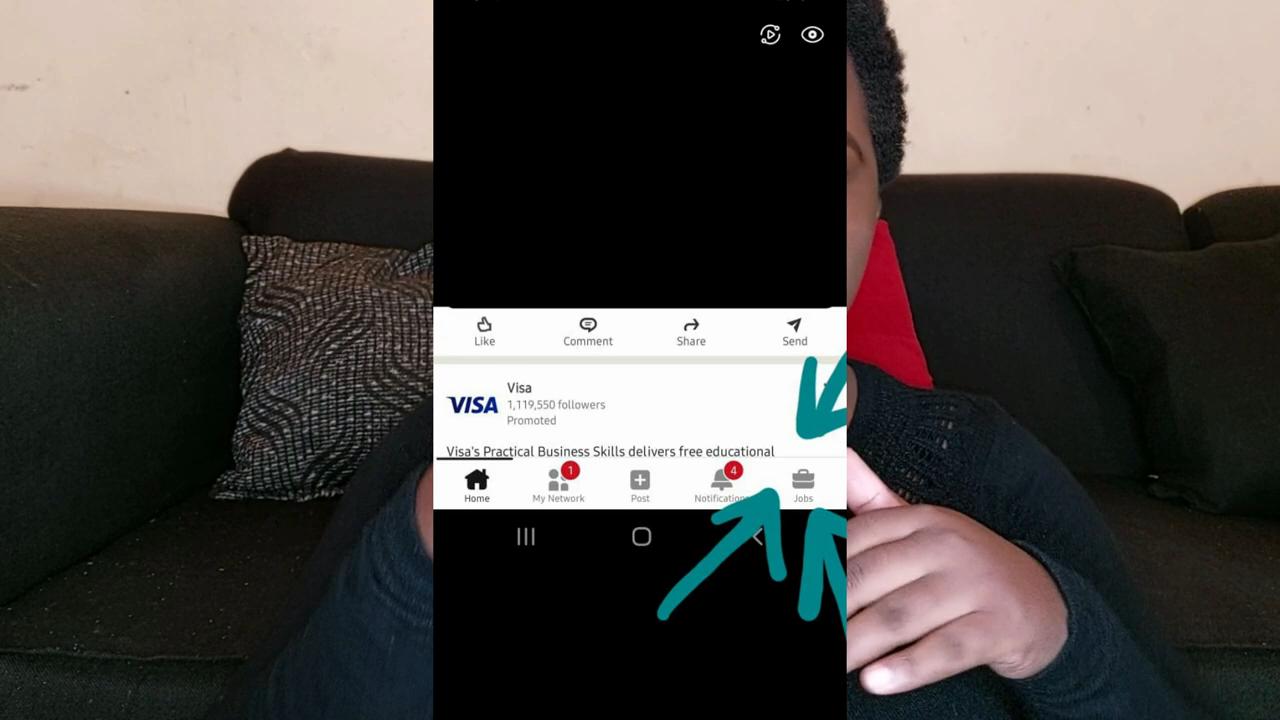 Like Comment Share Send
Visa
VISA 1,119,550 followers
Promoted
Visa's Practical Business Skills delivers free educational
1 4
Home My Network Post Notifications Jobs